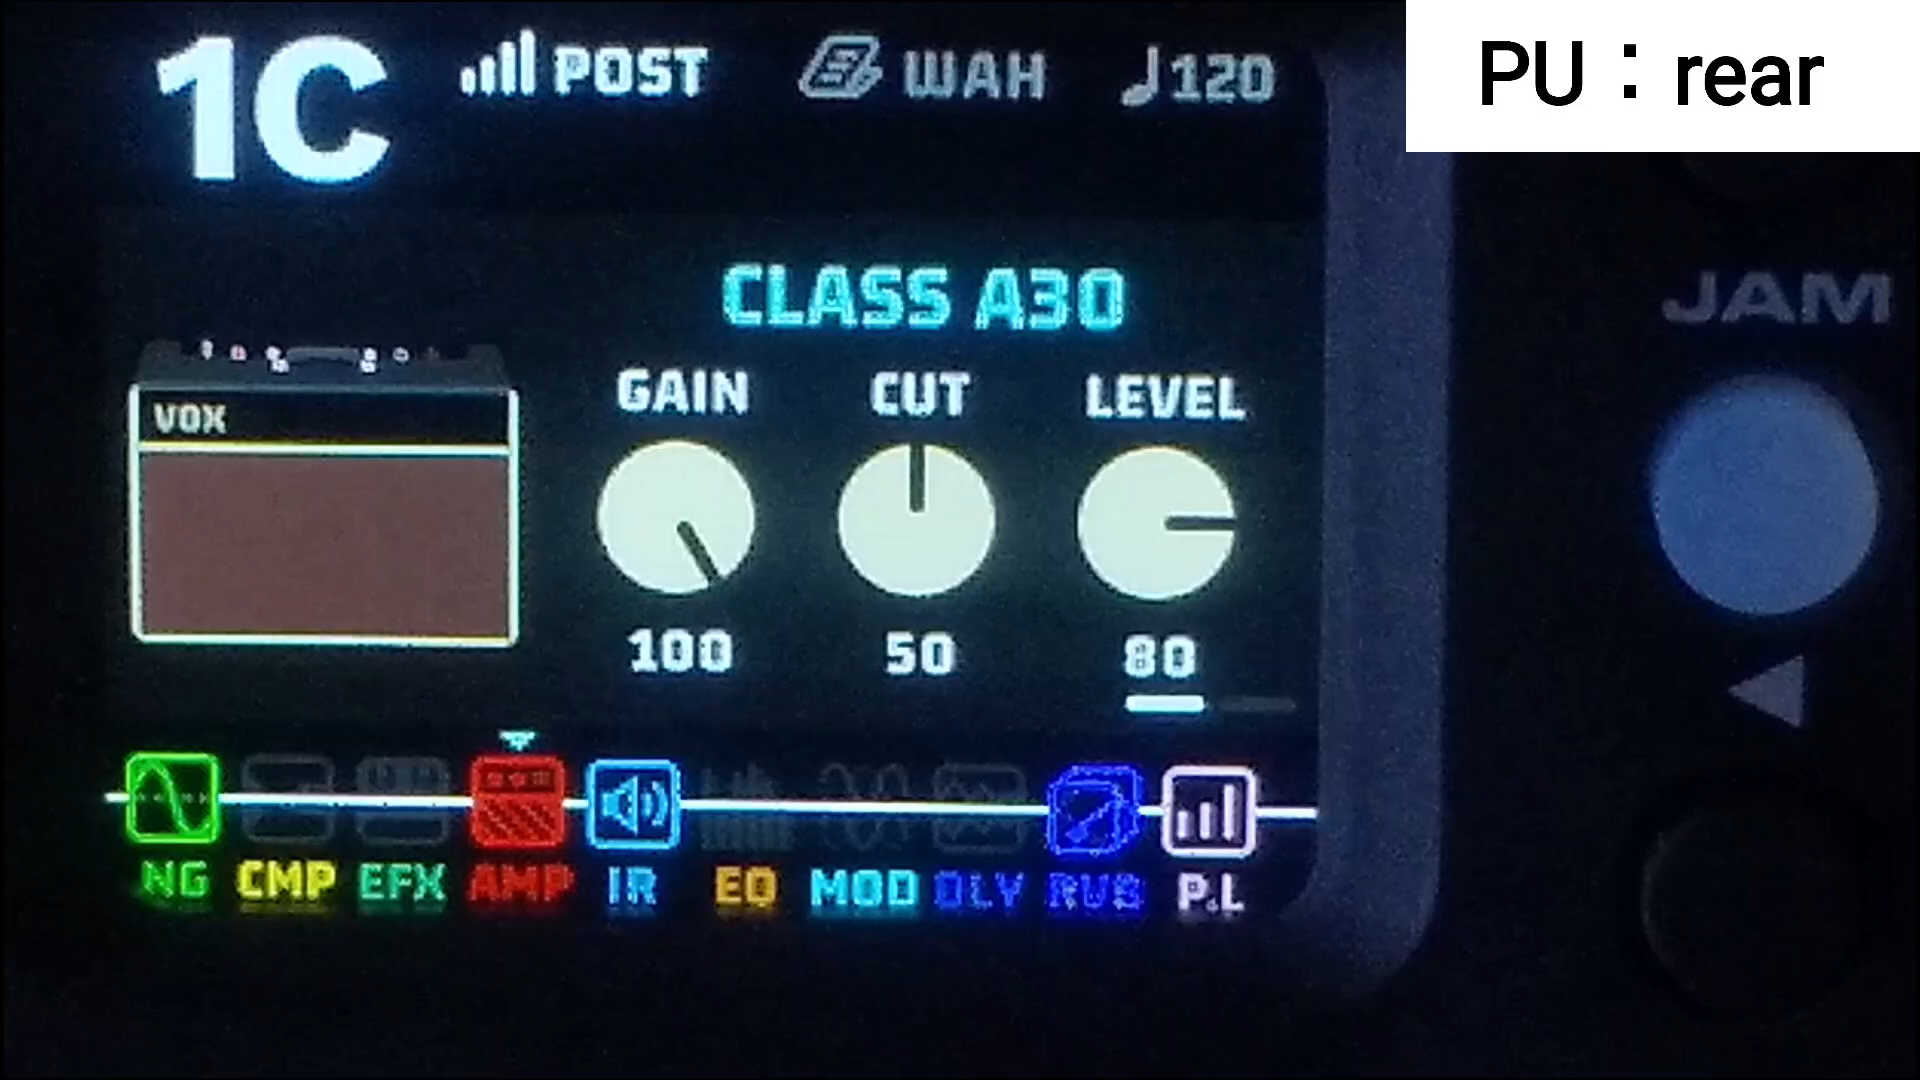 1C POST WAH 120
PU：rear
JAM
CLASS A30
VOX
GAIN CUT LEVEL
100 50 80
NG CMP EFX AMP IR EQ MOD DLY RVB P.L